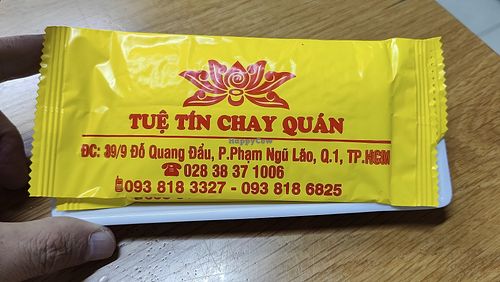 TUỆ TÍN CHAY QUÁN
HappyCow
ĐC: 39/9 Đỗ Quang Đẩu, P.Phạm Ngũ Lão, Q.1, TP.HCM
☎ 028 38 37 1006
093 818 3327 - 093 818 6825